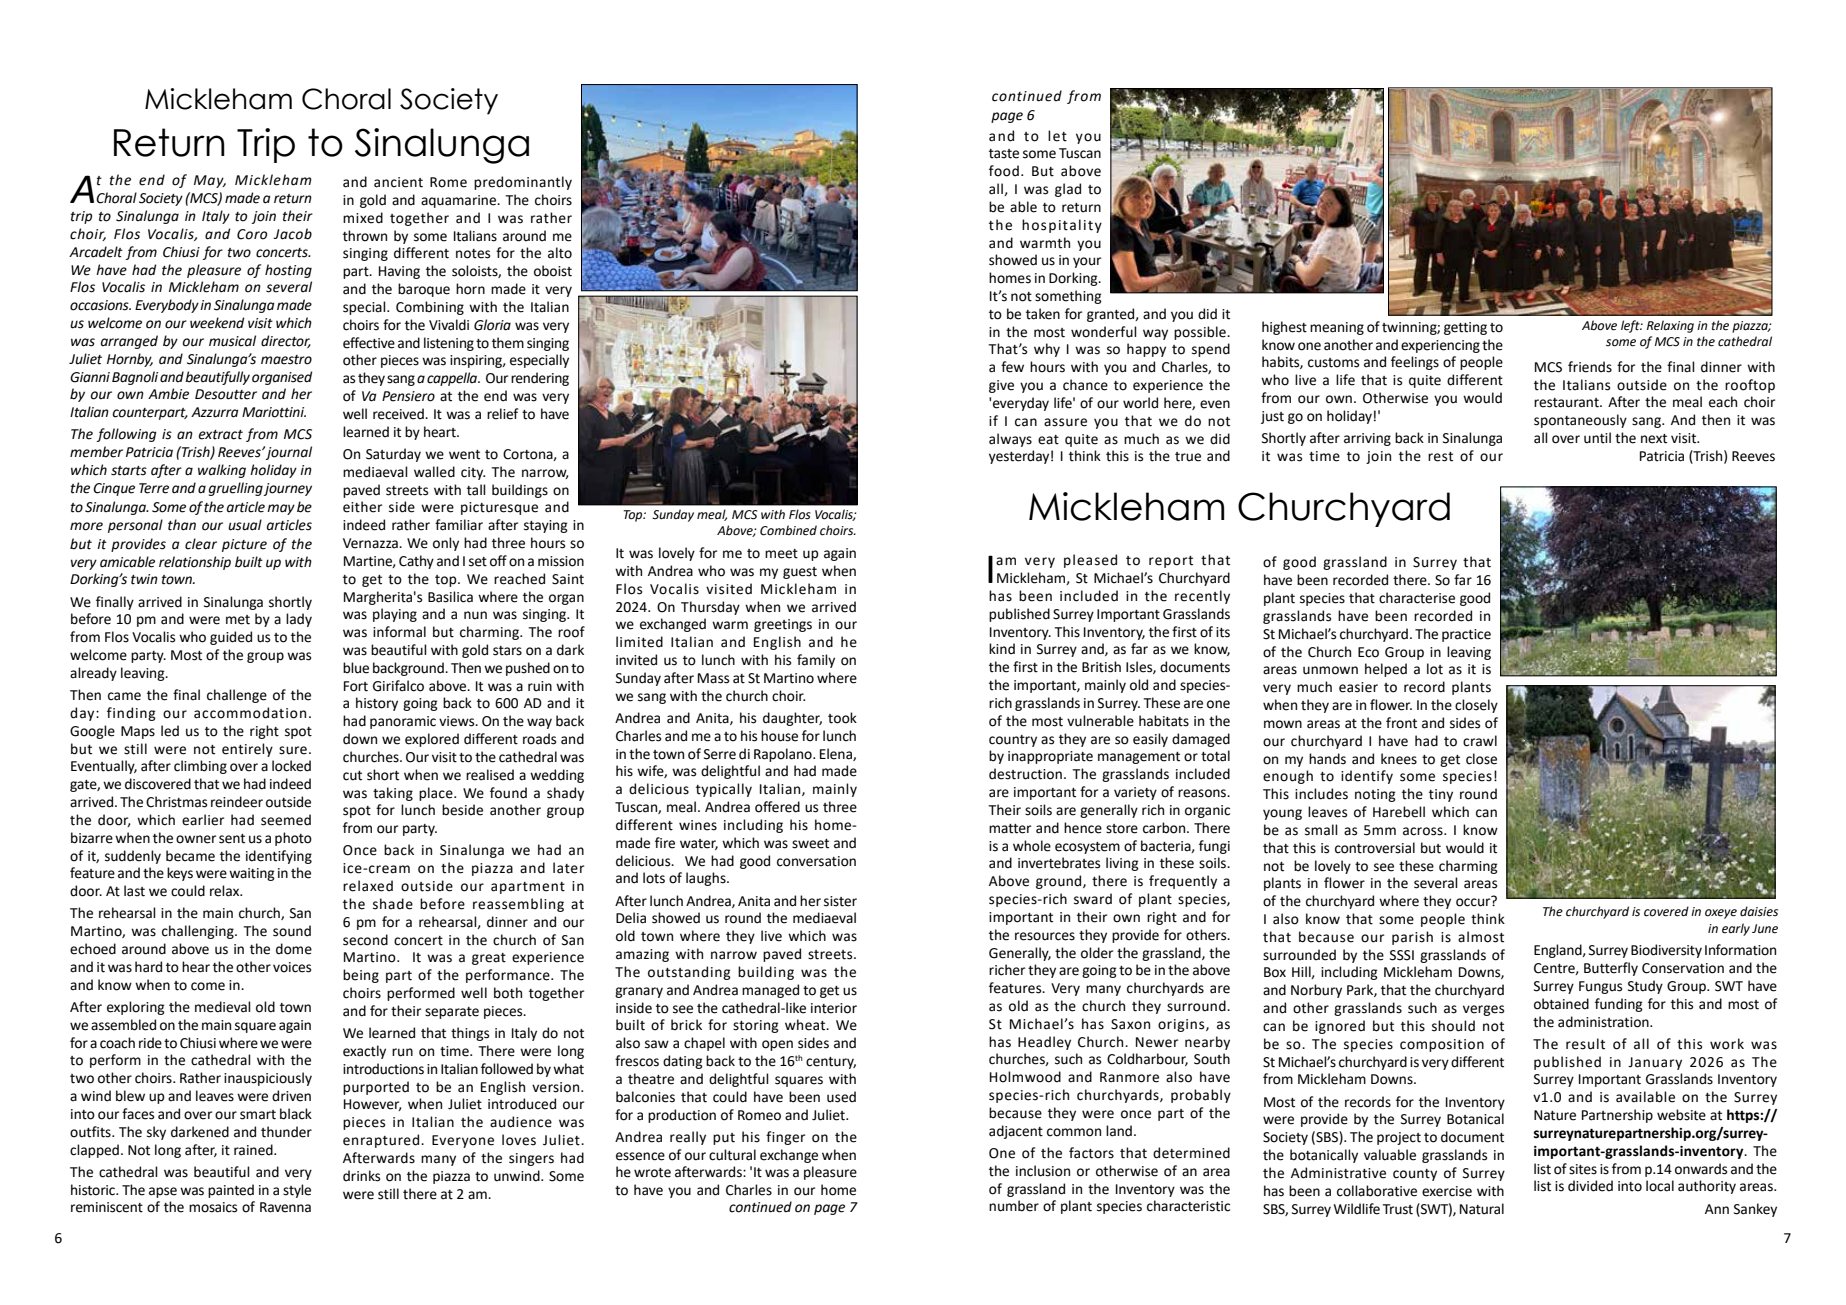 Mickleham Choral Society
Return Trip to Sinalunga
At the end of May, Mickleham
Choral Society (MCS) made a return
trip to Sinalunga in Italy to join their
choir, Flos Vocalis, and Coro Jacob
Arcadelt from Chiusi for two concerts.
We have had the pleasure of hosting
Flos Vocalis in Mickleham on several
occasions. Everybody in Sinalunga made
us welcome on our weekend visit which
was arranged by our musical director,
Juliet Hornby, and Sinalunga's maestro
Gianni Bagnoli and beautifully organised
by our own Ambie Desoutter and her
Italian counterpart, Azzurra Mariottini.
The following is an extract from MCS
member Patricia (Trish) Reeves' journal
which starts after a walking holiday in
the Cinque Terre and a gruelling journey
to Sinalunga. Some of the article may be
more personal than our usual articles
but it provides a clear picture of the
very amicable relationship built up with
Dorking's twin town.
We finally arrived in Sinalunga shortly
before 10 pm and were met by a lady
from Flos Vocalis who guided us to the
welcome party. Most of the group was
already leaving.
Then came the final challenge of the
day: finding our accommodation.
Google Maps led us to the right spot
but we still were not entirely sure.
Eventually, after climbing over a locked
gate, we discovered that we had indeed
arrived. The Christmas reindeer outside
the door, which earlier had seemed
bizarre when the owner sent us a photo
of it, suddenly became the identifying
feature and the keys were waiting in the
door. At last we could relax.
The rehearsal in the main church, San
Martino, was challenging. The sound
echoed around above us in the dome
and it was hard to hear the other voices
and know when to come in.
After exploring the medieval old town
we assembled on the main square again
for a coach ride to Chiusi where we were
to perform in the cathedral with the
two other choirs. Rather inauspiciously
a wind blew up and leaves were driven
into our faces and over our smart black
outfits. The sky darkened and thunder
clapped. Not long after, it rained.
The cathedral was beautiful and very
historic. The apse was painted in a style
reminiscent of the mosaics of Ravenna
and ancient Rome predominantly
in gold and aquamarine. The choirs
mixed together and I was rather
thrown by some Italians around me
singing different notes for the alto
part. Having the soloists, the oboist
and the baroque horn made it very
special. Combining with the Italian
choirs for the Vivaldi Gloria was very
effective and listening to them singing
other pieces was inspiring, especially
as they sang a cappella. Our rendering
of Va Pensiero at the end was very
well received. It was a relief to have
learned it by heart.
On Saturday we went to Cortona, a
mediaeval walled city. The narrow,
paved streets with tall buildings on
either side were picturesque and
indeed rather familiar after staying in
Vernazza. We only had three hours so
Martine, Cathy and I set off on a mission
to get to the top. We reached Saint
Margherita's Basilica where the organ
was playing and a nun was singing. It
was informal but charming. The roof
was beautiful with gold stars on a dark
blue background. Then we pushed on to
Fort Girifalco above. It was a ruin with
a history going back to 600 AD and it
had panoramic views. On the way back
down we explored different roads and
churches. Our visit to the cathedral was
cut short when we realised a wedding
was taking place. We found a shady
spot for lunch beside another group
from our party.
Once back in Sinalunga we had an
ice-cream on the piazza and later
relaxed outside our apartment in
the shade before reassembling at
6 pm for a rehearsal, dinner and our
second concert in the church of San
Martino. It was a great experience
being part of the performance. The
choirs performed well both together
and for their separate pieces.
We learned that things in Italy do not
exactly run on time. There were long
introductions in Italian followed by what
purported to be an English version.
However, when Juliet introduced our
pieces in Italian the audience was
enraptured. Everyone loves Juliet.
Afterwards many of the singers had
drinks on the piazza to unwind. Some
were still there at 2 am.
Top: Sunday meal, MCS with Flos Vocalis;
Above; Combined choirs.
It was lovely for me to meet up again
with Andrea who was my guest when
Flos Vocalis visited Mickleham in
2024. On Thursday when we arrived
we exchanged warm greetings in our
limited Italian and English and he
invited us to lunch with his family on
Sunday after Mass at St Martino where
we sang with the church choir.
Andrea and Anita, his daughter, took
Charles and me a to his house for lunch
in the town of Serre di Rapolano. Elena,
his wife, was delightful and had made
a delicious typically Italian, mainly
Tuscan, meal. Andrea offered us three
different wines including his home-
made fire water, which was sweet and
delicious. We had good conversation
and lots of laughs.
After lunch Andrea, Anita and her sister
Delia showed us round the mediaeval
old town where they live which was
amazing with narrow paved streets.
The outstanding building was the
granary and Andrea managed to get us
inside to see the cathedral-like interior
built of brick for storing wheat. We
also saw a chapel with open sides and
frescos dating back to the 16th century,
a theatre and delightful squares with
balconies that could have been used
for a production of Romeo and Juliet.
Andrea really put his finger on the
essence of our cultural exchange when
he wrote afterwards: 'It was a pleasure
to have you and Charles in our home
continued on page 7
6
continued from
page 6
and to let you
taste some Tuscan
food. But above
all, I was glad to
be able to return
the hospitality
and warmth you
showed us in your
homes in Dorking.
It's not something
to be taken for granted, and you did it
in the most wonderful way possible.
That's why I was so happy to spend
a few hours with you and Charles, to
give you a chance to experience the
'everyday life' of our world here, even
if I can assure you that we do not
always eat quite as much as we did
yesterday! I think this is the true and
highest meaning of twinning; getting to
know one another and experiencing the
habits, customs and feelings of people
who live a life that is quite different
from our own. Otherwise you would
just go on holiday!'
Shortly after arriving back in Sinalunga
it was time to join the rest of our
Above left: Relaxing in the piazza;
some of MCS in the cathedral
MCS friends for the final dinner with
the Italians outside on the rooftop
restaurant. After the meal each choir
spontaneously sang. And then it was
all over until the next visit.
Patricia (Trish) Reeves
Mickleham Churchyard
I am very pleased to report that
Mickleham, St Michael's Churchyard
has been included in the recently
published Surrey Important Grasslands
Inventory. This Inventory, the first of its
kind in Surrey and, as far as we know,
the first in the British Isles, documents
the important, mainly old and species-
rich grasslands in Surrey. These are one
of the most vulnerable habitats in the
country as they are so easily damaged
by inappropriate management or total
destruction. The grasslands included
are important for a variety of reasons.
Their soils are generally rich in organic
matter and hence store carbon. There
is a whole ecosystem of bacteria, fungi
and invertebrates living in these soils.
Above ground, there is frequently a
species-rich sward of plant species,
important in their own right and for
the resources they provide for others.
Generally, the older the grassland, the
richer they are going to be in the above
features. Very many churchyards are
as old as the church they surround.
St Michael's has Saxon origins, as
has Headley Church. Newer nearby
churches, such as Coldharbour, South
Holmwood and Ranmore also have
species-rich churchyards, probably
because they were once part of the
adjacent common land.
One of the factors that determined
the inclusion or otherwise of an area
of grassland in the Inventory was the
number of plant species characteristic
of good grassland in Surrey that
have been recorded there. So far 16
plant species that characterise good
grasslands have been recorded in
St Michael's churchyard. The practice
of the Church Eco Group in leaving
areas unmown helped a lot as it is
very much easier to record plants
when they are in flower. In the closely
mown areas at the front and sides of
our churchyard I have had to crawl
on my hands and knees to get close
enough to identify some species!
This includes noting the tiny round
young leaves of Harebell which can
be as small as 5mm across. I know
that this is controversial but would it
not be lovely to see these charming
plants in flower in the several areas
of the churchyard where they occur?
I also know that some people think
that because our parish is almost
surrounded by the SSSI grasslands of
Box Hill, including Mickleham Downs,
and Norbury Park, that the churchyard
and other grasslands such as verges
can be ignored but this should not
be so. The species composition of
St Michael's churchyard is very different
from Mickleham Downs.
Most of the records for the Inventory
were provide by the Surrey Botanical
Society (SBS). The project to document
the botanically valuable grasslands in
the Administrative county of Surrey
has been a collaborative exercise with
SBS, Surrey Wildlife Trust (SWT), Natural
The churchyard is covered in oxeye daisies
in early June
England, Surrey Biodiversity Information
Centre, Butterfly Conservation and the
Surrey Fungus Study Group. SWT have
obtained funding for this and most of
the administration.
The result of all of this work was
published in January 2026 as The
Surrey Important Grasslands Inventory
v1.0 and is available on the Surrey
Nature Partnership website at https://
surreynaturepartnership.org/surrey-
important-grasslands-inventory. The
list of sites is from p.14 onwards and the
list is divided into local authority areas.
Ann Sankey
7